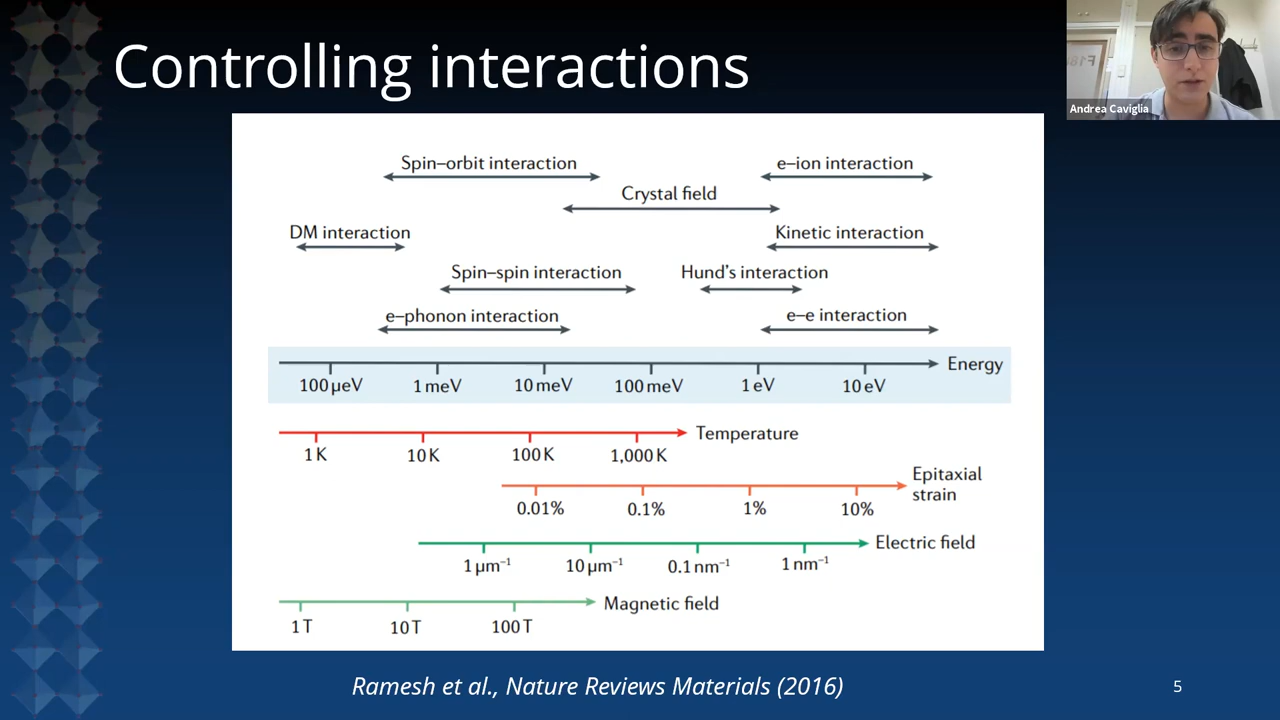 Controlling interactions
Andrea Caviglia
Spin–orbit interaction
e–ion interaction
Crystal field
DM interaction
Kinetic interaction
Spin–spin interaction
Hund's interaction
e–phonon interaction
e–e interaction
Energy
100 μeV 1 meV 10 meV 100 meV 1 eV 10 eV
Temperature
1 K 10 K 100 K 1,000 K
Epitaxial
strain
0.01% 0.1% 1% 10%
Electric field
1 μm⁻¹ 10 μm⁻¹ 0.1 nm⁻¹ 1 nm⁻¹
Magnetic field
1 T 10 T 100 T
Ramesh et al., Nature Reviews Materials (2016)
5